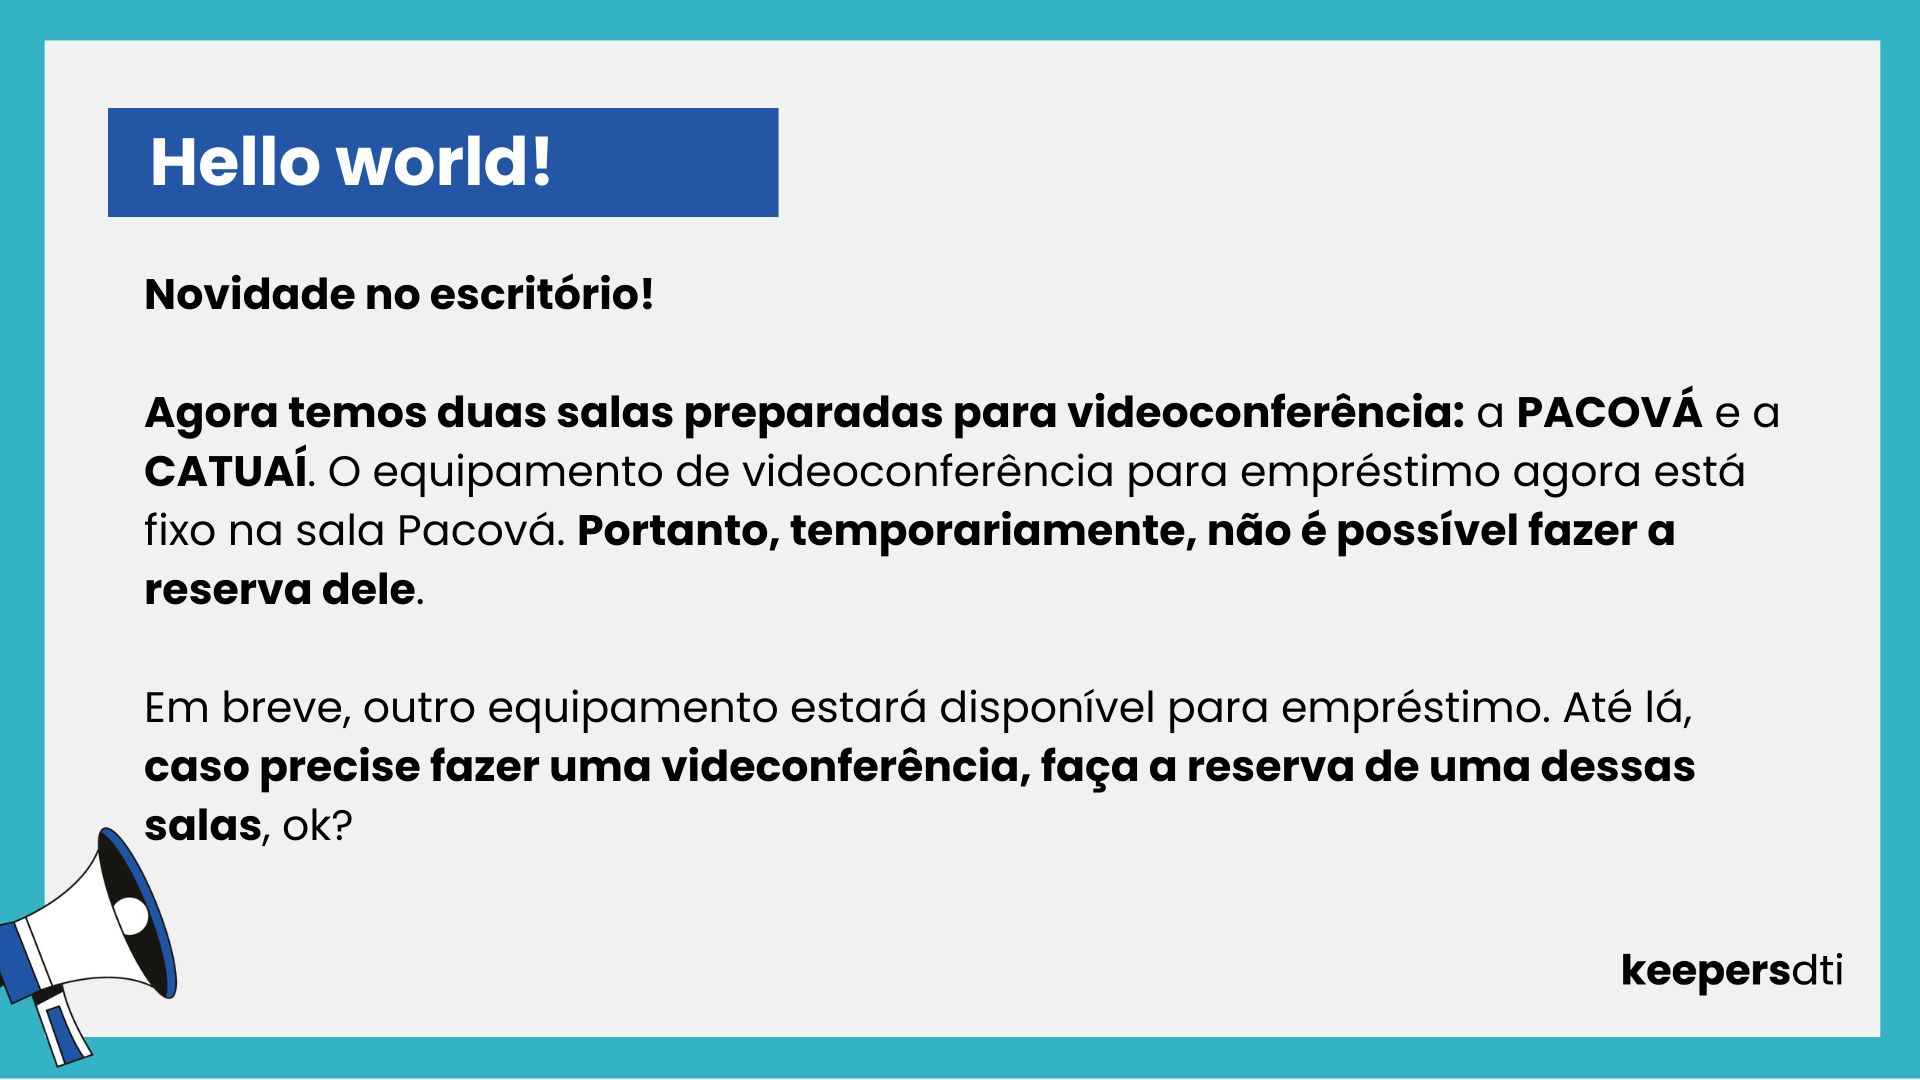 Hello world!
Novidade no escritório!
Agora temos duas salas preparadas para videoconferência: a PACOVÁ e a
CATUAÍ. O equipamento de videoconferência para empréstimo agora está
fixo na sala Pacová. Portanto, temporariamente, não é possível fazer a
reserva dele.
Em breve, outro equipamento estará disponível para empréstimo. Até lá,
caso precise fazer uma videconferência, faça a reserva de uma dessas
salas, ok?
keepersdti